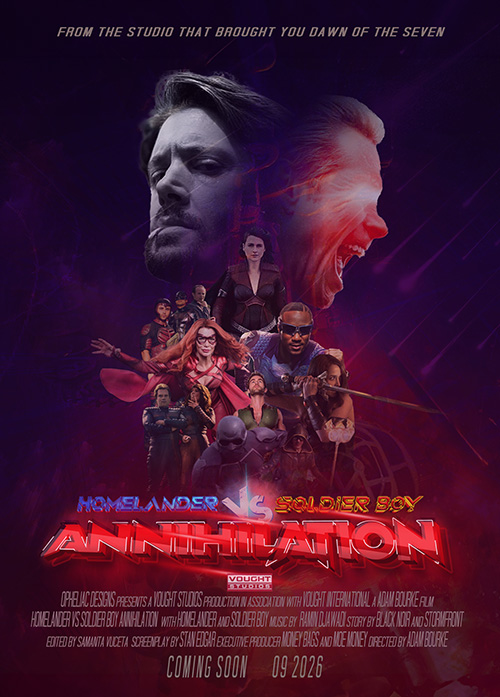 FROM THE STUDIO THAT BROUGHT YOU DAWN OF THE SEVEN
HOMELANDER VS SOLDIER BOY
ANNIHILATION
VOUGHT
STUDIOS
OPHELJAC DESIGNS PRESENTS A VOUGHT STUDIOS PRODUCTION IN ASSOCIATION WITH VOUGHT INTERNATIONAL A ADAM BOURKE FILM
HOMELANDER VS SOLDIER BOY ANNIHILATION WITH HOMELANDER AND SOLDIER BOY MUSIC BY RAMIN DJAWADI STORY BY BLACK NOIR AND STORMFRONT
EDITED BY SAMANTA VUCETA SCREENPLAY BY STAN EDGAR EXECUTIVE PRODUCER MONEY BAGS AND MOE MONEY DIRECTED BY ADAM BOURKE
COMING SOON 09 2026